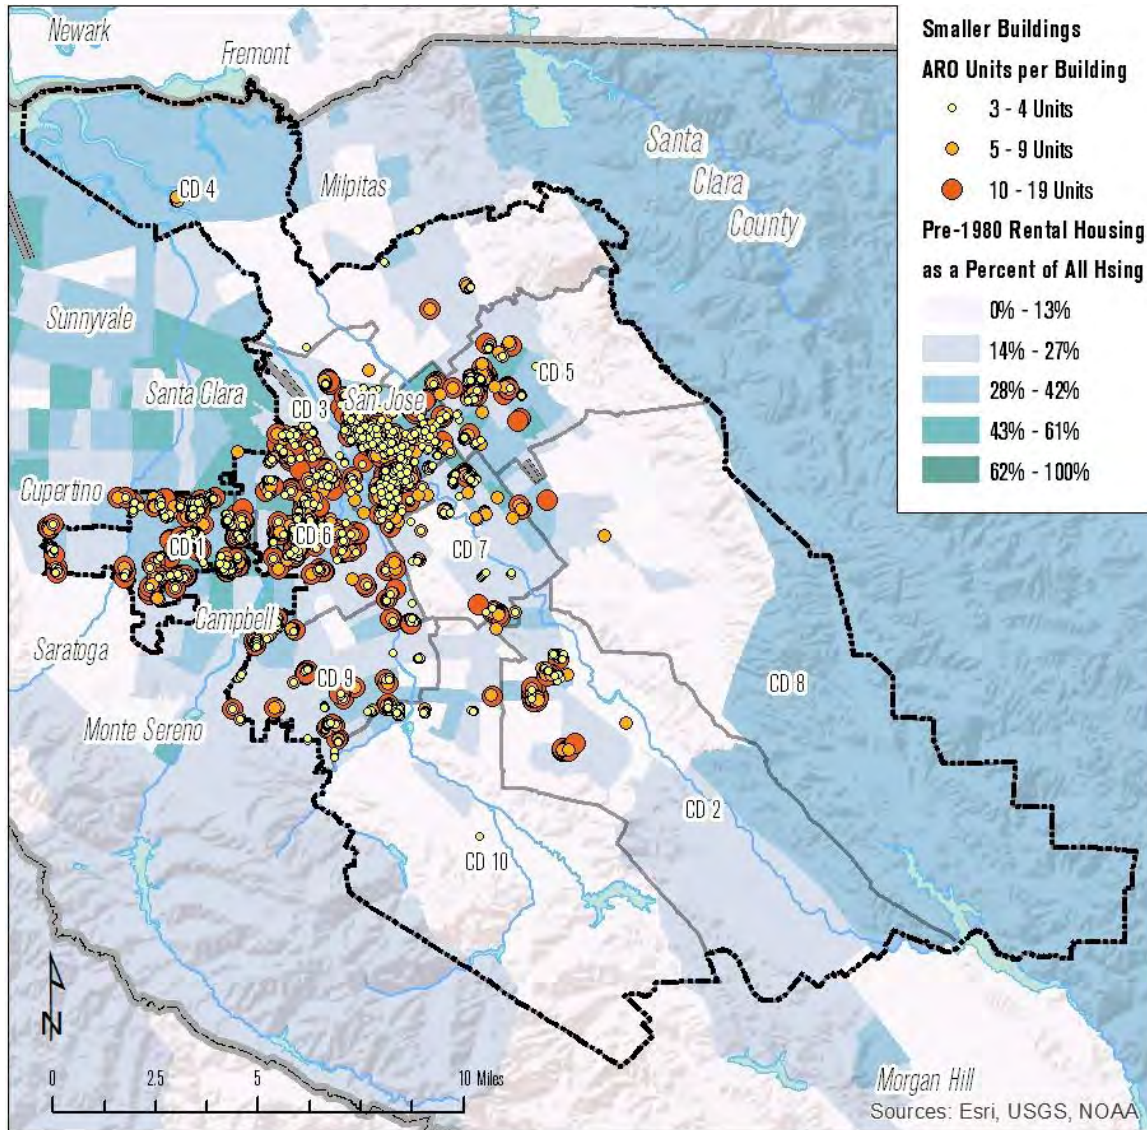 Newark
Fremont
Smaller Buildings
ARO Units per Building
3 - 4 Units
5 - 9 Units
10 - 19 Units
Pre-1980 Rental Housing
as a Percent of All Hsing
0% - 13%
14% - 27%
28% - 42%
43% - 61%
62% - 100%
Santa
Clara
County
CD 4
Milpitas
Sunnyvale
Santa Clara
CD 3
San Jose
CD 5
Cupertino
CD 1
CD 6
CD 7
Campbell
Saratoga
CD 9
CD 8
Monte Sereno
CD 2
CD 10
N
0
2.5
5
10 Miles
Morgan Hill
Sources: Esri, USGS, NOAA